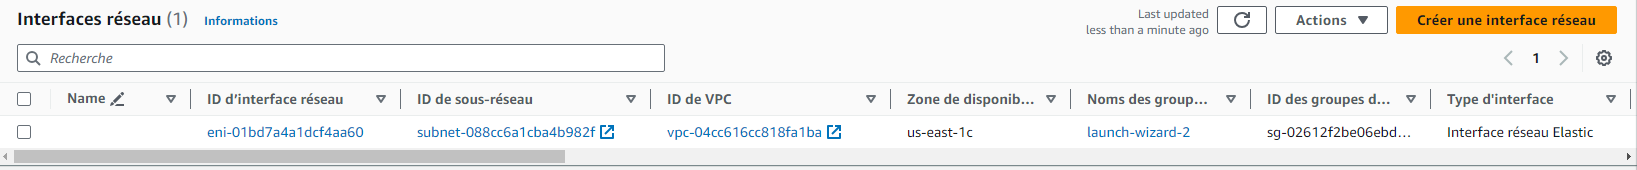 Interfaces réseau (1) Informations
Last updated
less than a minute ago
Actions
Créer une interface réseau
Recherche
1
Name ID d'interface réseau ID de sous-réseau ID de VPC Zone de disponib... Noms des group... ID des groupes d... Type d'interface
eni-01bd7a4a1dcf4aa60 subnet-088cc6a1cba4b982f vpc-04cc616cc818fa1ba us-east-1c launch-wizard-2 sg-02612f2be06ebd... Interface réseau Elastic